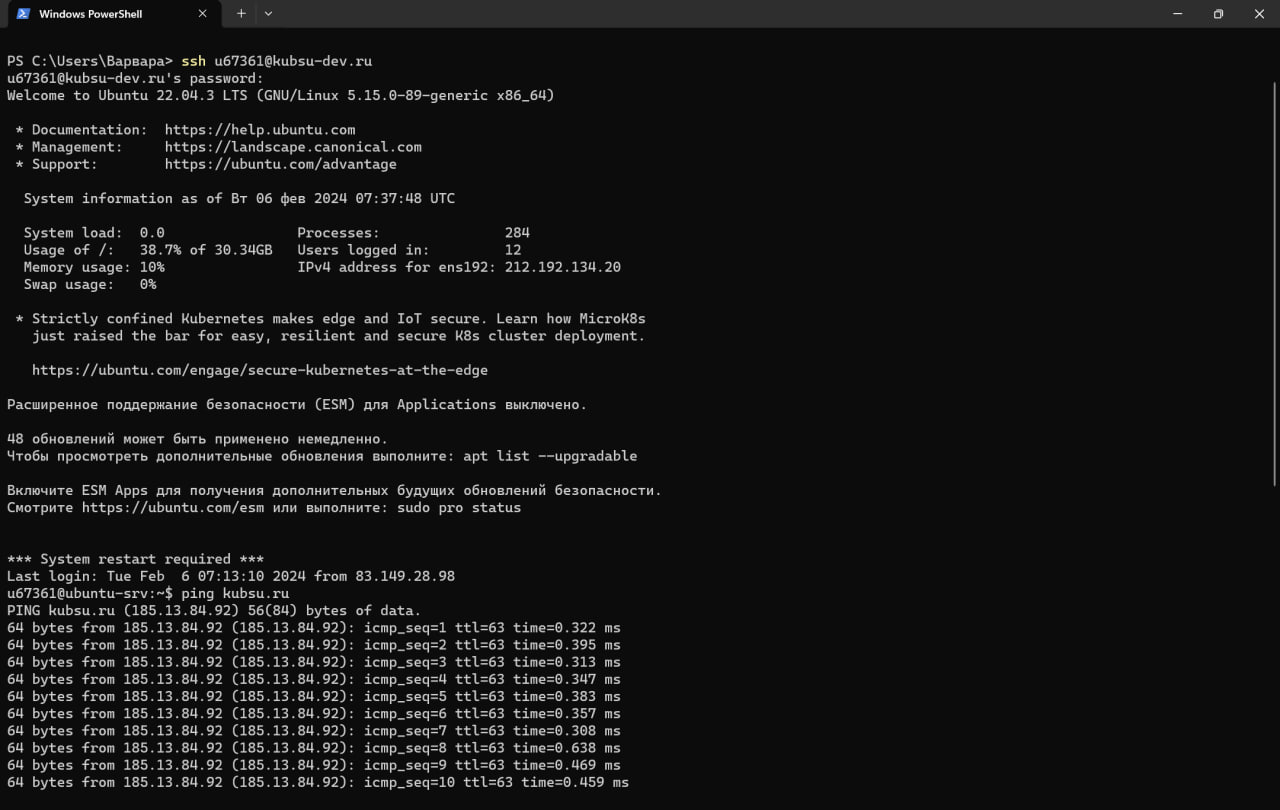 Windows PowerShell
PS C:\Users\Варвара> ssh u67361@kubsu-dev.ru
u67361@kubsu-dev.ru's password:
Welcome to Ubuntu 22.04.3 LTS (GNU/Linux 5.15.0-89-generic x86_64)
* Documentation:  https://help.ubuntu.com
* Management:     https://landscape.canonical.com
* Support:        https://ubuntu.com/advantage
System information as of Вт 06 фев 2024 07:37:48 UTC
System load:  0.0                Processes:               284
Usage of /:   38.7% of 30.34GB   Users logged in:         12
Memory usage: 10%                IPv4 address for ens192: 212.192.134.20
Swap usage:   0%
* Strictly confined Kubernetes makes edge and IoT secure. Learn how MicroK8s
just raised the bar for easy, resilient and secure K8s cluster deployment.
https://ubuntu.com/engage/secure-kubernetes-at-the-edge
Расширенное поддержание безопасности (ESM) для Applications выключено.
48 обновлений может быть применено немедленно.
Чтобы просмотреть дополнительные обновления выполните: apt list --upgradable
Включите ESM Apps для получения дополнительных будущих обновлений безопасности.
Смотрите https://ubuntu.com/esm или выполните: sudo pro status
*** System restart required ***
Last login: Tue Feb  6 07:13:10 2024 from 83.149.28.98
u67361@ubuntu-srv:~$ ping kubsu.ru
PING kubsu.ru (185.13.84.92) 56(84) bytes of data.
64 bytes from 185.13.84.92 (185.13.84.92): icmp_seq=1 ttl=63 time=0.322 ms
64 bytes from 185.13.84.92 (185.13.84.92): icmp_seq=2 ttl=63 time=0.395 ms
64 bytes from 185.13.84.92 (185.13.84.92): icmp_seq=3 ttl=63 time=0.313 ms
64 bytes from 185.13.84.92 (185.13.84.92): icmp_seq=4 ttl=63 time=0.347 ms
64 bytes from 185.13.84.92 (185.13.84.92): icmp_seq=5 ttl=63 time=0.383 ms
64 bytes from 185.13.84.92 (185.13.84.92): icmp_seq=6 ttl=63 time=0.357 ms
64 bytes from 185.13.84.92 (185.13.84.92): icmp_seq=7 ttl=63 time=0.308 ms
64 bytes from 185.13.84.92 (185.13.84.92): icmp_seq=8 ttl=63 time=0.638 ms
64 bytes from 185.13.84.92 (185.13.84.92): icmp_seq=9 ttl=63 time=0.469 ms
64 bytes from 185.13.84.92 (185.13.84.92): icmp_seq=10 ttl=63 time=0.459 ms